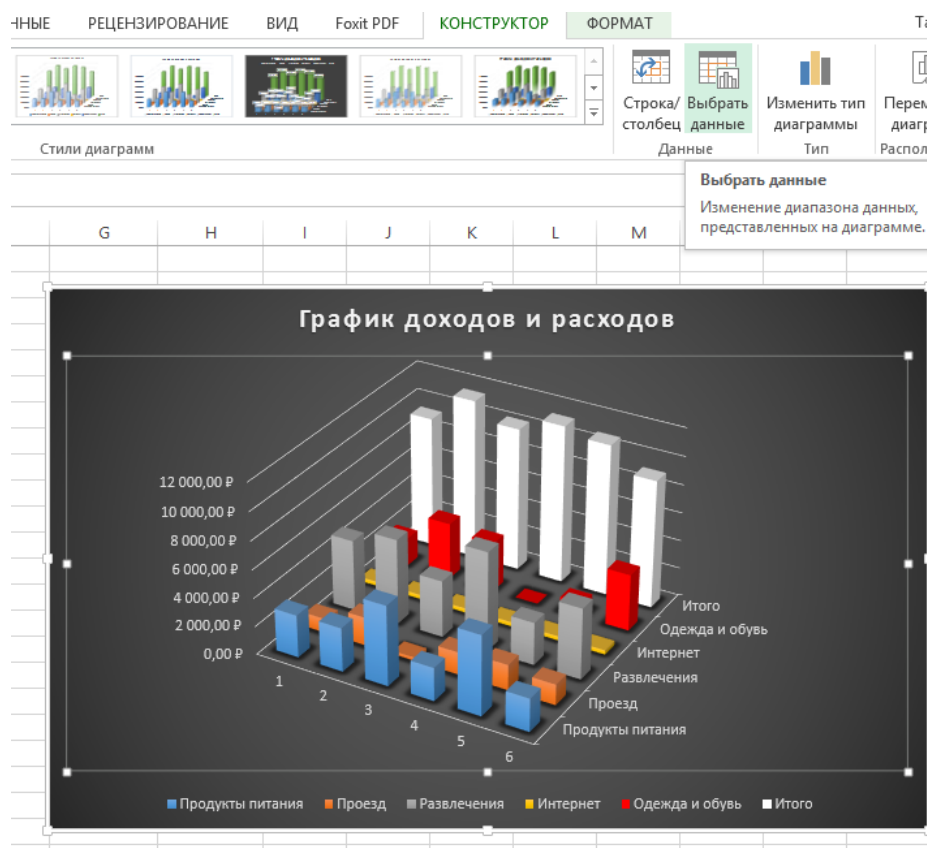 РЕЦЕНЗИРОВАНИЕ ВИД Foxit PDF КОНСТРУКТОР ФОРМАТ
Строка/ столбец
Выбрать данные
Изменить тип диаграммы
Стили диаграмм
Данные
Тип
Выбрать данные
Изменение диапазона данных,
представленных на диаграмме.
G H I J K L M
График доходов и расходов
12 000,00 ₽
10 000,00 ₽
8 000,00 ₽
6 000,00 ₽
4 000,00 ₽
2 000,00 ₽
0,00 ₽
1 2 3 4 5 6
Итого
Одежда и обувь
Интернет
Развлечения
Проезд
Продукты питания
Продукты питания Проезд Развлечения Интернет Одежда и обувь Итого